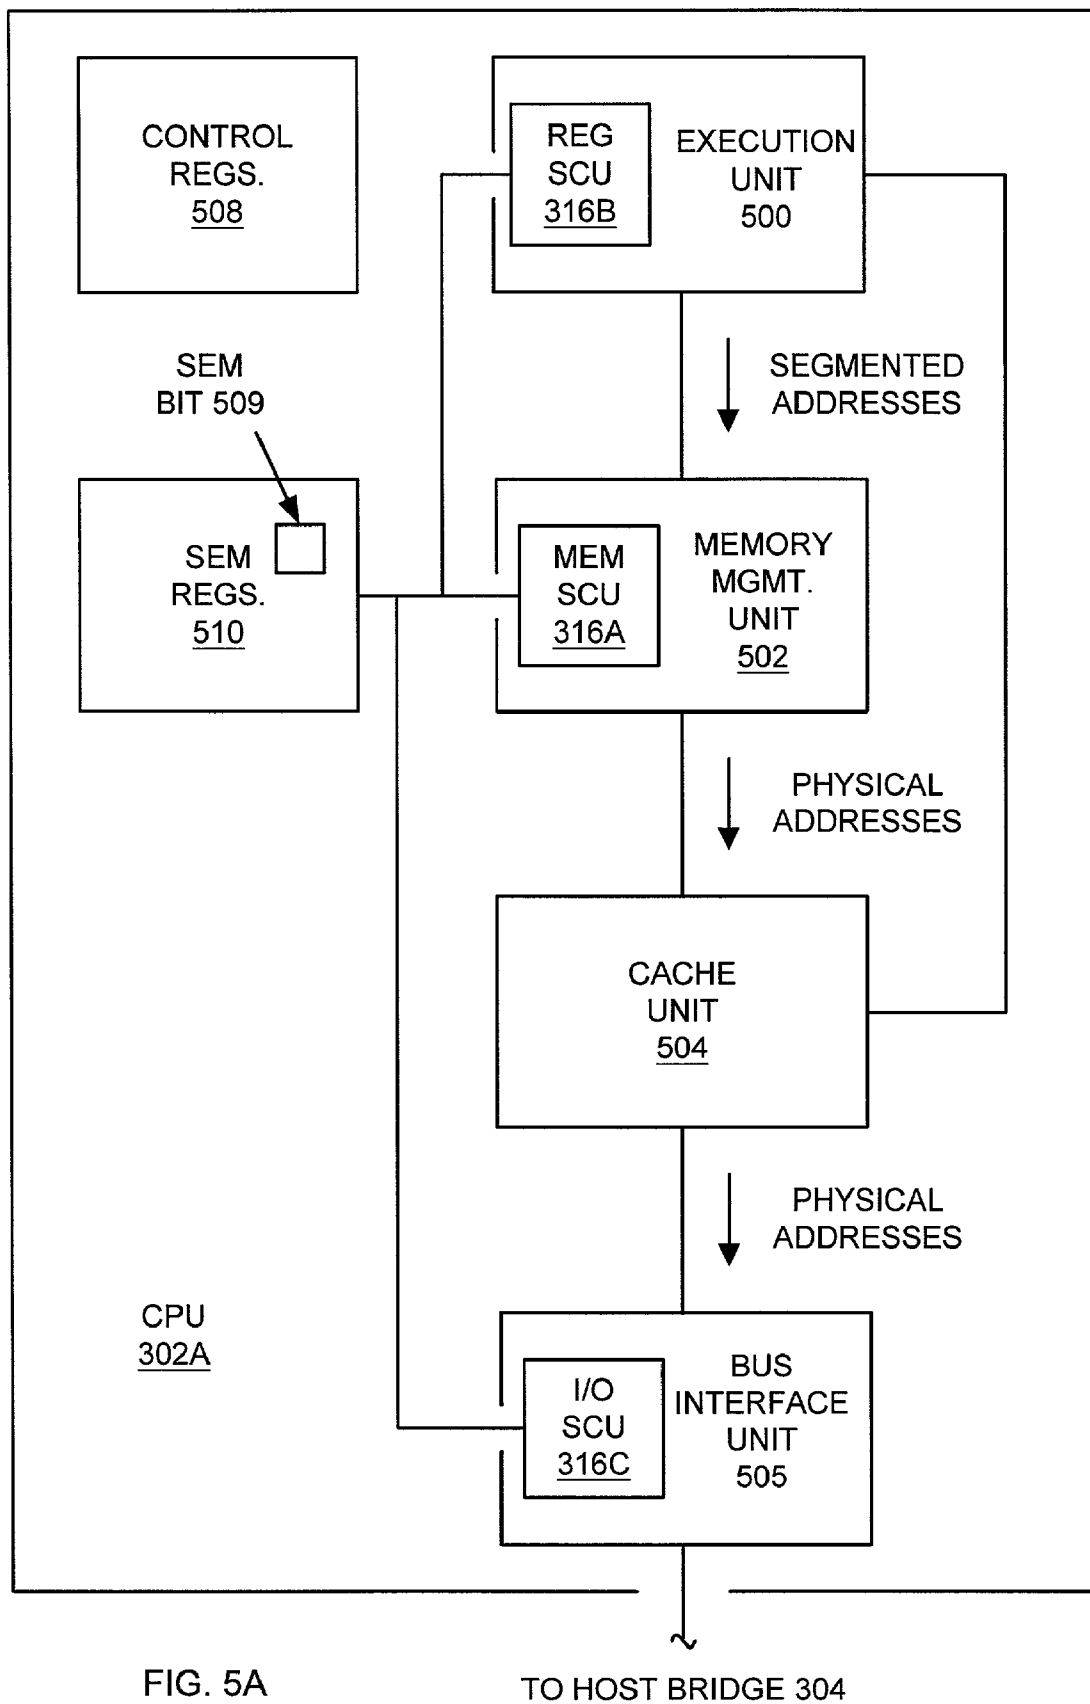 CONTROL
REGS.
508
REG
SCU
316B
EXECUTION
UNIT
500
SEM
BIT 509
SEGMENTED
ADDRESSES
SEM
REGS.
510
MEM
SCU
316A
MEMORY
MGMT.
UNIT
502
PHYSICAL
ADDRESSES
CACHE
UNIT
504
PHYSICAL
ADDRESSES
CPU
302A
I/O
SCU
316C
BUS
INTERFACE
UNIT
505
FIG. 5A
TO HOST BRIDGE 304